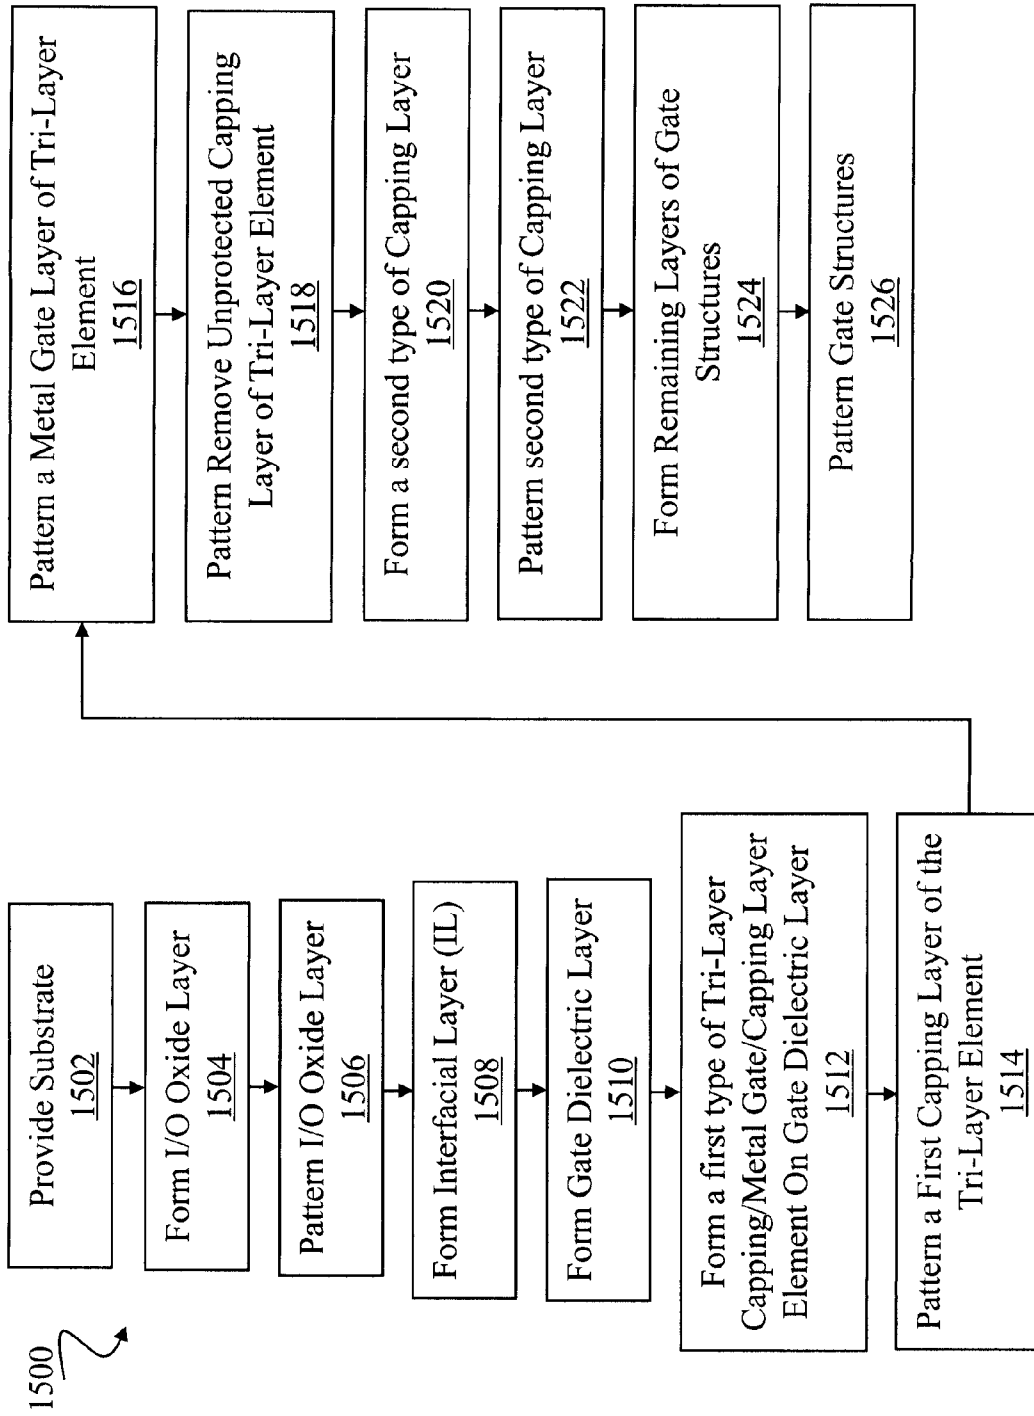 1500
Provide Substrate
1502
Form I/O Oxide Layer
1504
Pattern I/O Oxide Layer
1506
Form Interfacial Layer (IL)
1508
Form Gate Dielectric Layer
1510
Form a first type of Tri-Layer
Capping/Metal Gate/Capping Layer
Element On Gate Dielectric Layer
1512
Pattern a First Capping Layer of the
Tri-Layer Element
1514
Pattern a Metal Gate Layer of Tri-Layer
Element
1516
Pattern Remove Unprotected Capping
Layer of Tri-Layer Element
1518
Form a second type of Capping Layer
1520
Pattern second type of Capping Layer
1522
Form Remaining Layers of Gate
Structures
1524
Pattern Gate Structures
1526